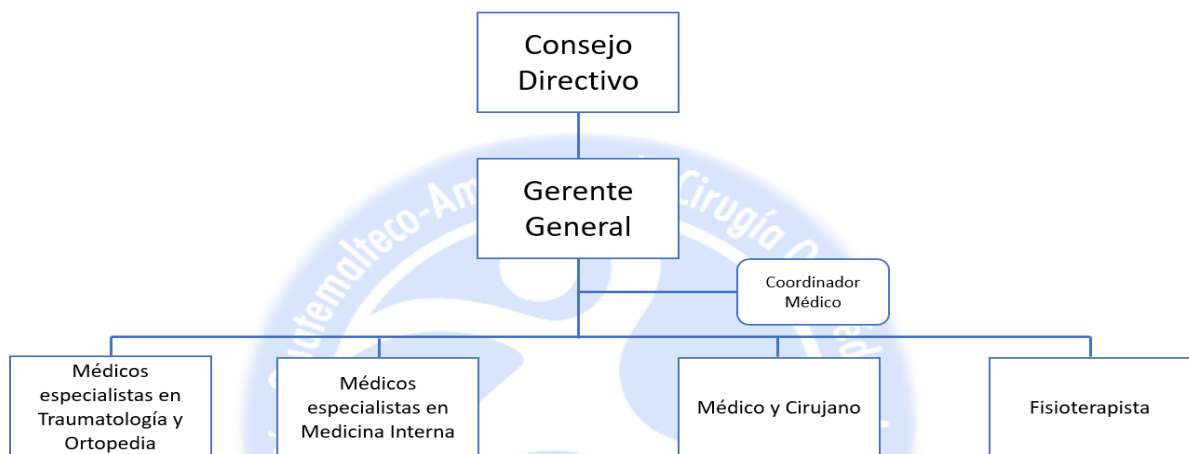 Consejo
Directivo
Gerente
General
Coordinador
Médico
Médicos
especialistas en
Traumatología y
Ortopedia
Médicos
especialistas en
Medicina Interna
Médico y Cirujano
Fisioterapista
Cirugía